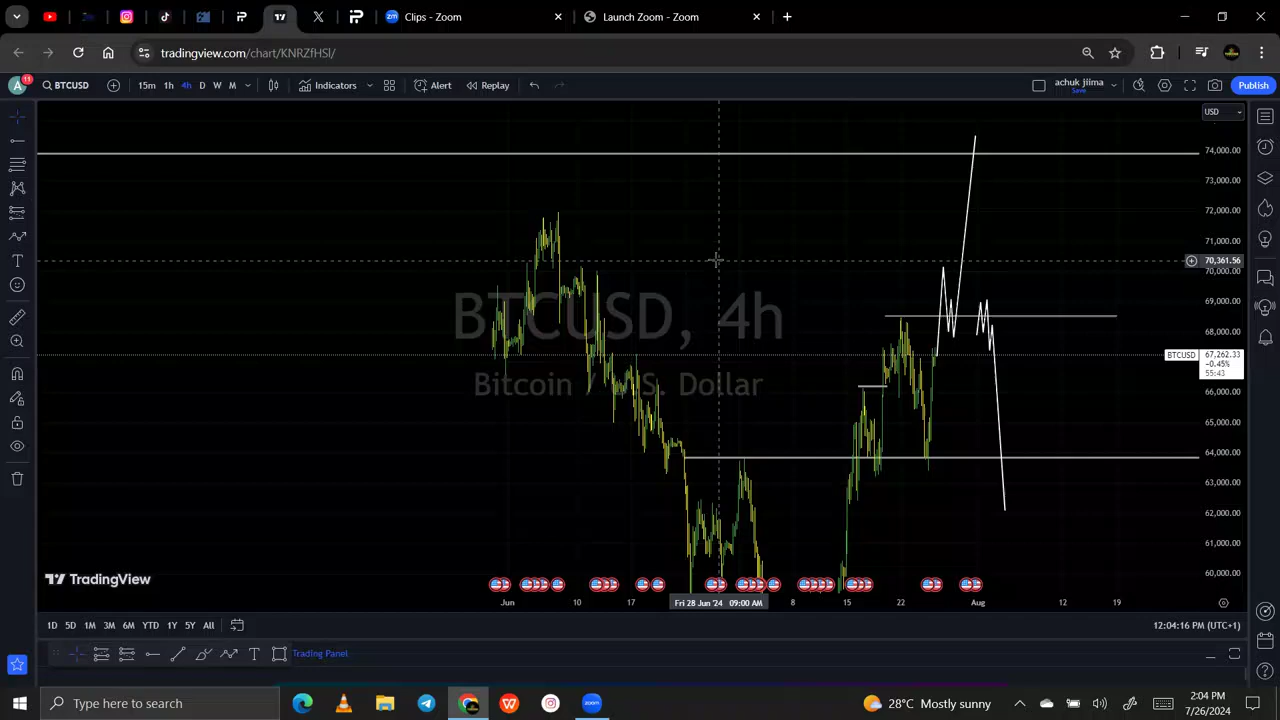 Clips - Zoom
Launch Zoom - Zoom
tradingview.com/chart/KNRZfHSI/
A 11 BTCUSD 15m 1h 4h D W M Indicators Alert Replay achuk jiima Save Publish
USD
74,000.00
73,000.00
72,000.00
71,000.00
70,361.56
70,000.00
69,000.00
68,000.00
BTCUSD 67,262.33
-0.45%
55:43
66,000.00
65,000.00
64,000.00
63,000.00
62,000.00
61,000.00
60,000.00
BTCUSD, 4h
Bitcoin / U.S. Dollar
TradingView
Jun 10 17 Fri 28 Jun '24 09:00 AM 8 15 22 Aug 12 19
1D 5D 1M 3M 6M YTD 1Y 5Y All 12:04:16 PM (UTC+1)
Trading Panel
Type here to search
28°C Mostly sunny
2:04 PM
7/26/2024